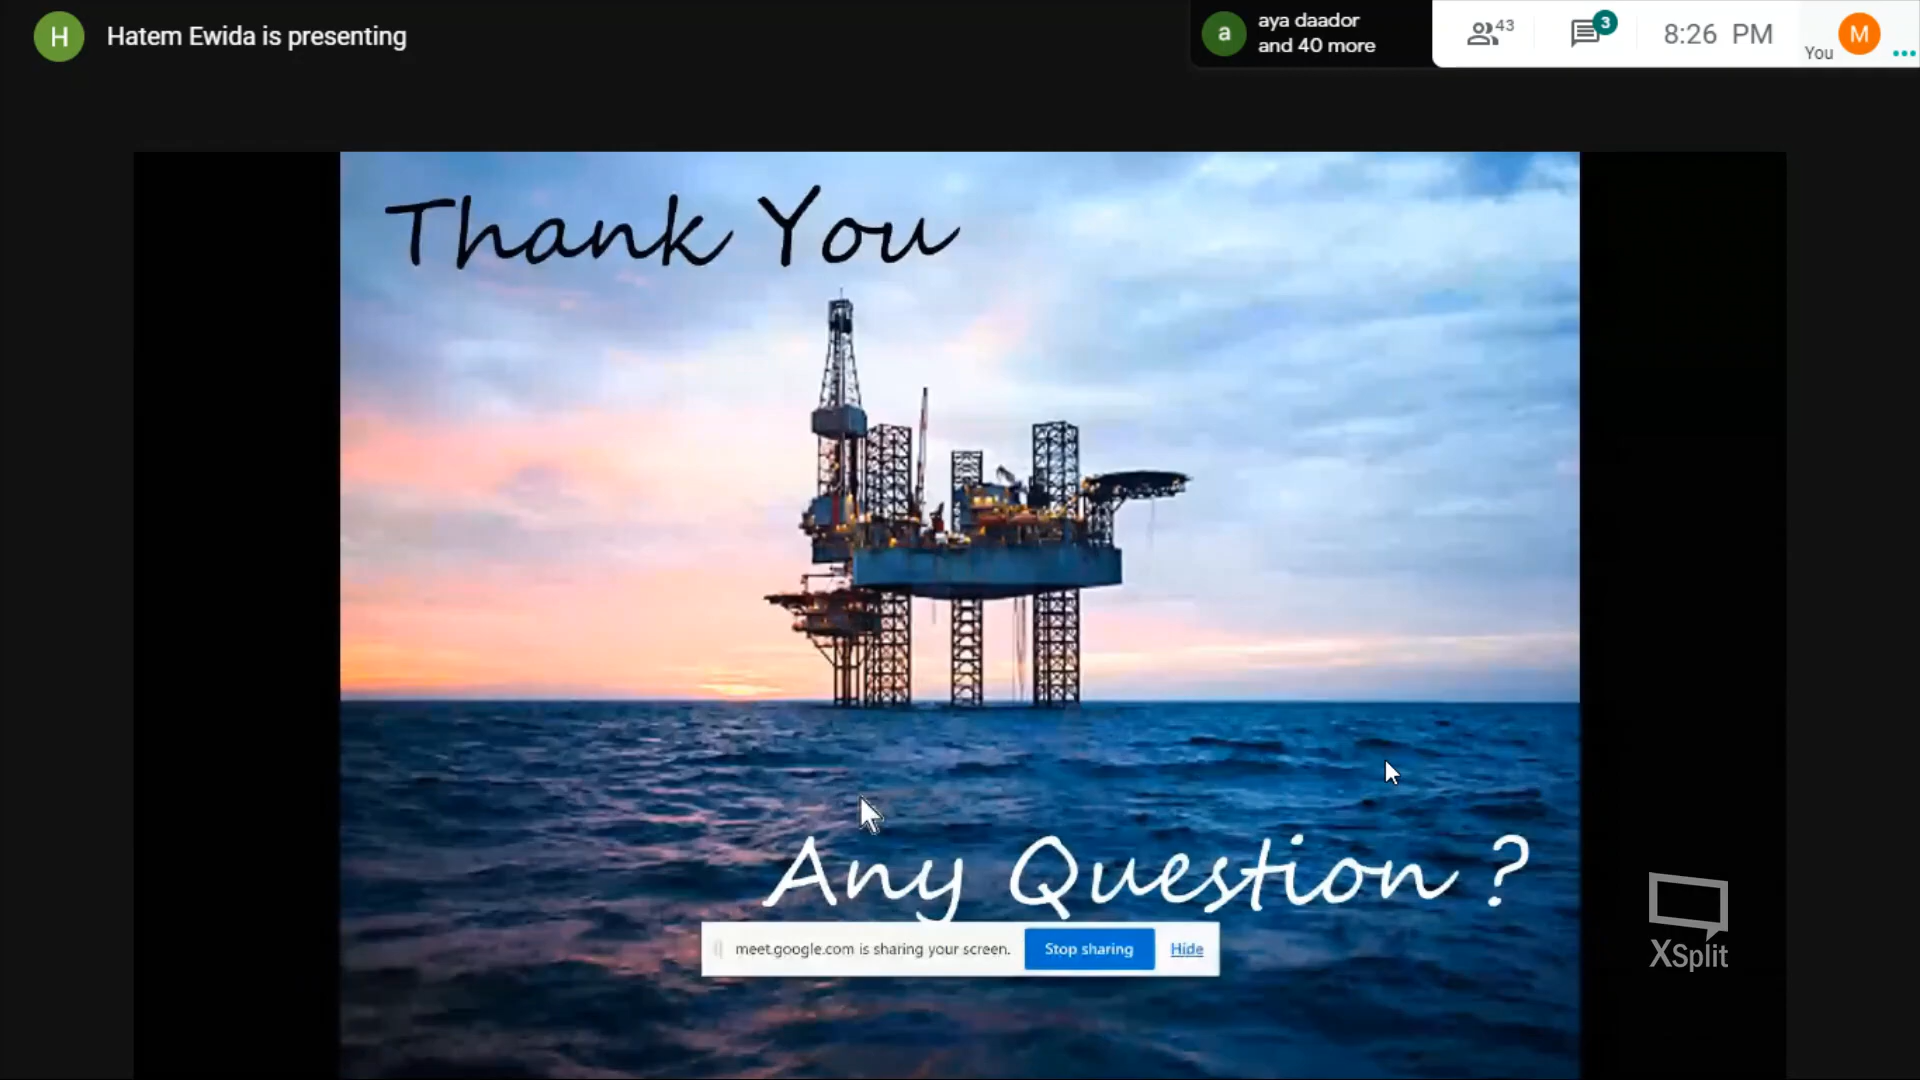 H
Hatem Ewida is presenting
a
aya daador
and 40 more
43
3
8:26 PM
You
M
Thank You
Any Question ?
meet.google.com is sharing your screen.
Stop sharing
Hide
XSplit